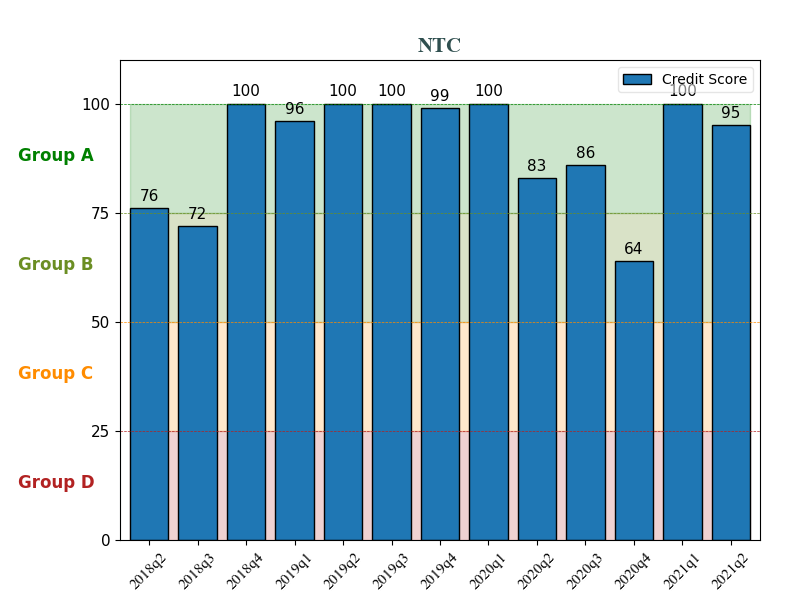 NTC
Credit Score
100
100
100
100
100
99
96
95
86
83
76
72
64
100
75
50
25
0
Group A
Group B
Group C
Group D
2018q2
2018q3
2018q4
2019q1
2019q2
2019q3
2019q4
2020q1
2020q2
2020q3
2020q4
2021q1
2021q2